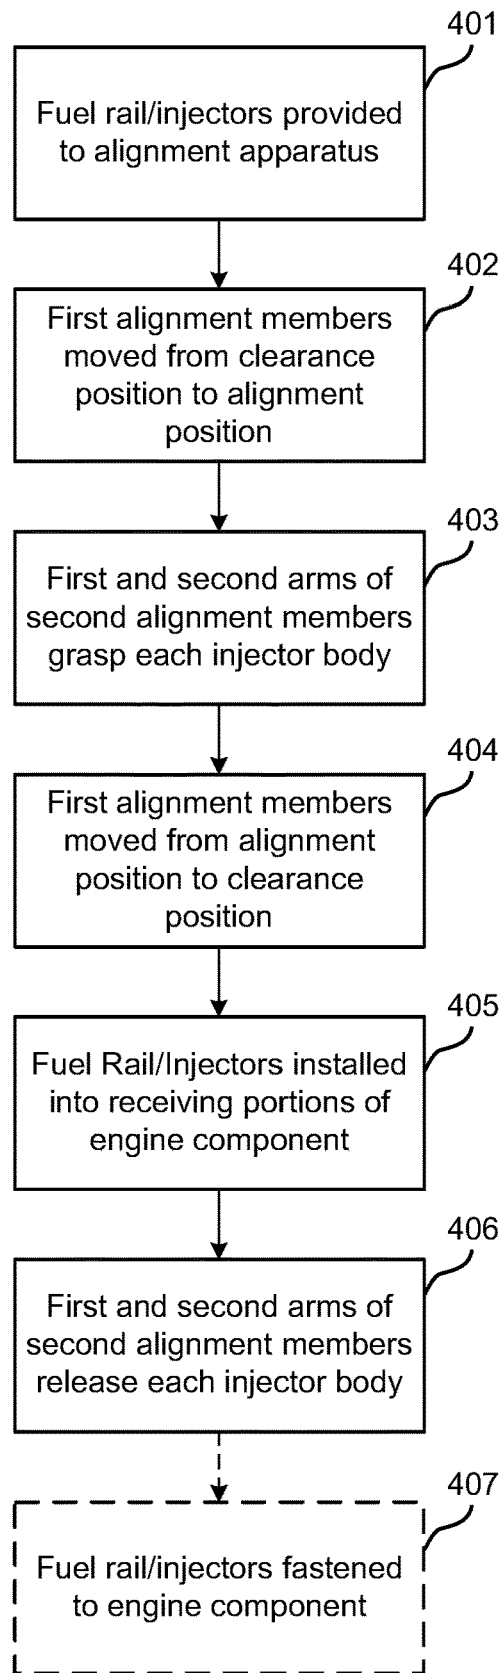 401
Fuel rail/injectors provided
to alignment apparatus
402
First alignment members
moved from clearance
position to alignment
position
403
First and second arms of
second alignment members
grasp each injector body
404
First alignment members
moved from alignment
position to clearance
position
405
Fuel Rail/Injectors installed
into receiving portions of
engine component
406
First and second arms of
second alignment members
release each injector body
407
Fuel rail/injectors fastened
to engine component